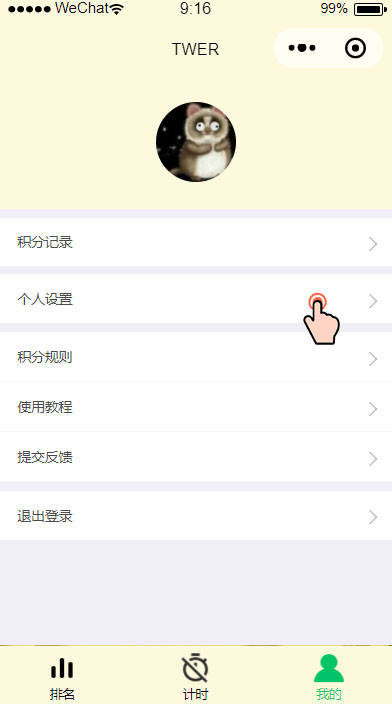 WeChat 9:16 99%
TWER
积分记录
个人设置
积分规则
使用教程
提交反馈
退出登录
排名 计时 我的